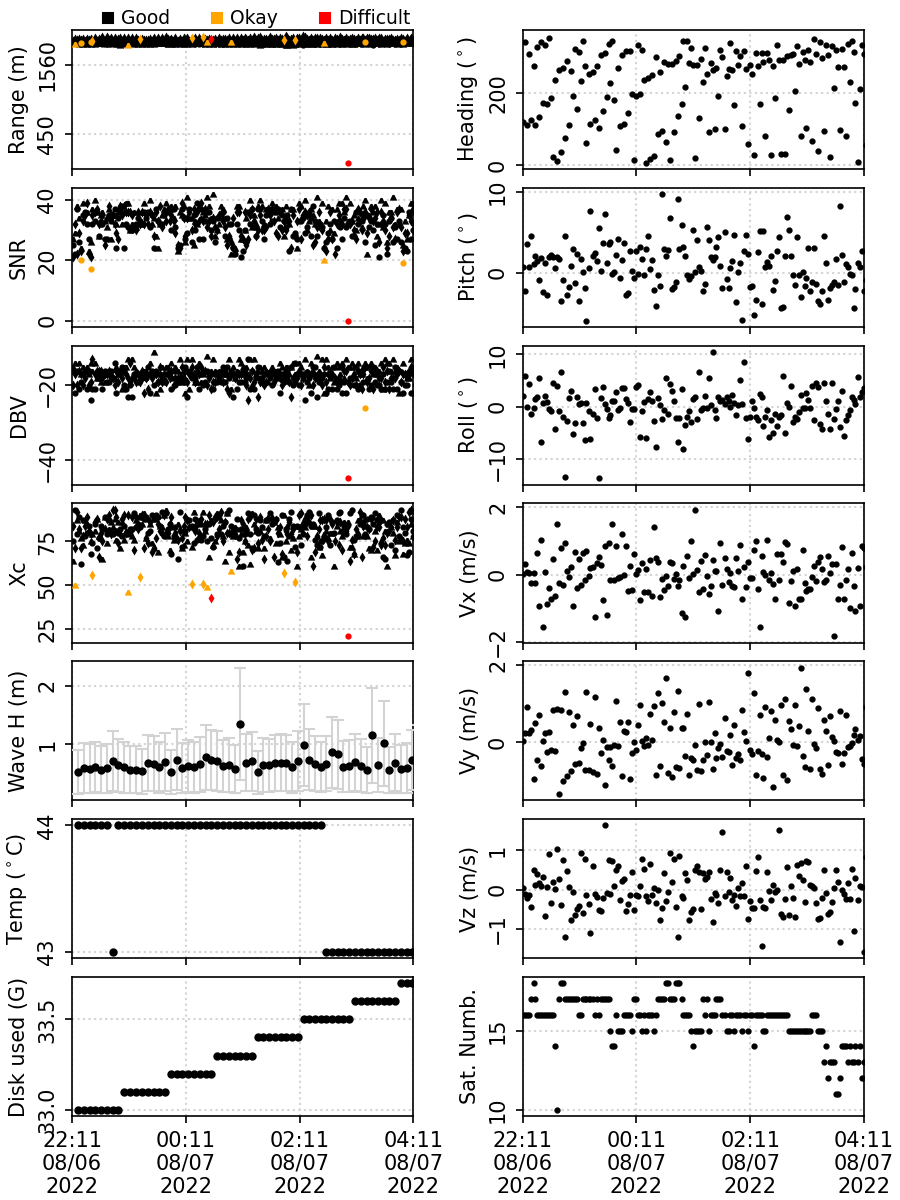 Good Okay Difficult
Range (m)
1560
450
Heading (°)
200
0
SNR
40
20
0
Pitch (°)
10
0
DBV
−20
−40
Roll (°)
10
0
−10
Xc
75
50
25
Vx (m/s)
2
0
−2
Wave H (m)
2
1
Vy (m/s)
2
0
Temp (°C)
44
43
Vz (m/s)
1
0
−1
Disk used (G)
33.5
33.0
Sat. Numb.
15
10
22:11 00:11 02:11 04:11
08/06 08/07 08/07 08/07
2022 2022 2022 2022
22:11 00:11 02:11 04:11
08/06 08/07 08/07 08/07
2022 2022 2022 2022